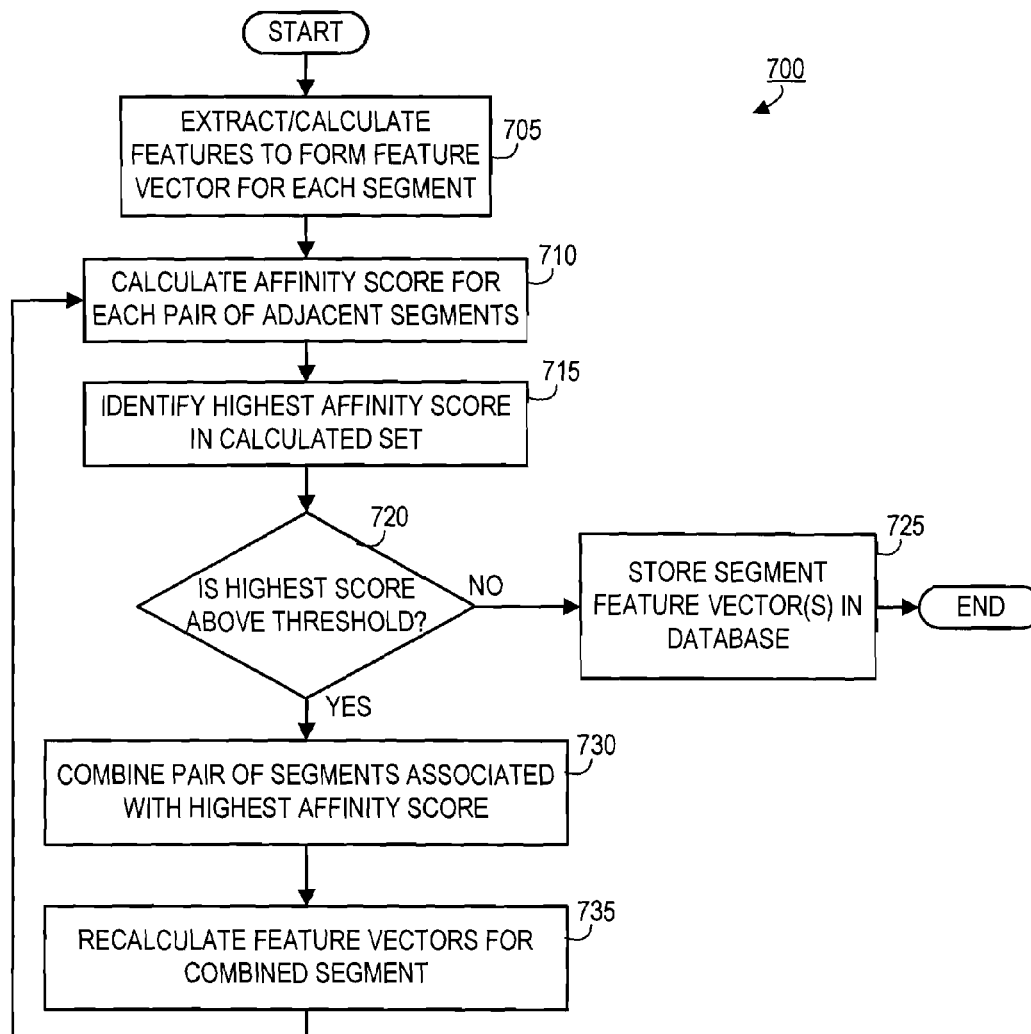 START
700
EXTRACT/CALCULATE
FEATURES TO FORM FEATURE
VECTOR FOR EACH SEGMENT
705
CALCULATE AFFINITY SCORE FOR
EACH PAIR OF ADJACENT SEGMENTS
710
IDENTIFY HIGHEST AFFINITY SCORE
IN CALCULATED SET
715
IS HIGHEST SCORE
ABOVE THRESHOLD?
720
NO
STORE SEGMENT
FEATURE VECTOR(S) IN
DATABASE
725
END
YES
COMBINE PAIR OF SEGMENTS ASSOCIATED
WITH HIGHEST AFFINITY SCORE
730
RECALCULATE FEATURE VECTORS FOR
COMBINED SEGMENT
735